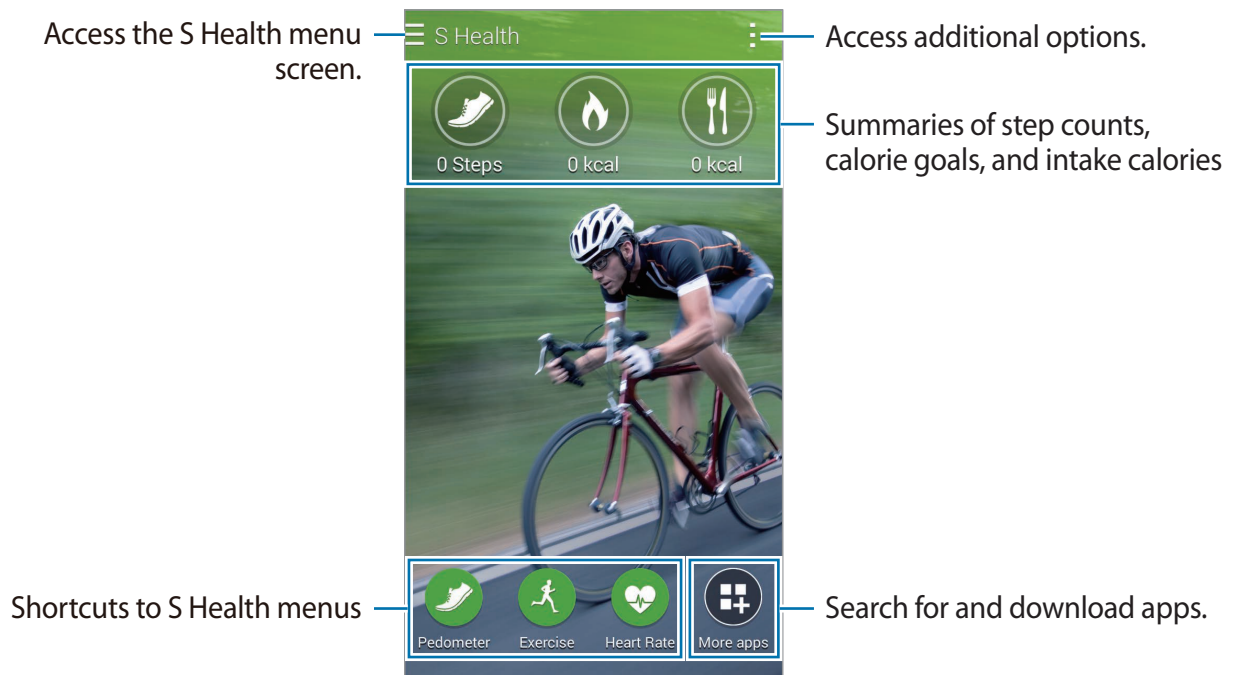 Access the S Health menu
screen.
S Health
Access additional options.
0 Steps
0 kcal
0 kcal
Summaries of step counts,
calorie goals, and intake calories
Shortcuts to S Health menus
Pedometer
Exercise
Heart Rate
More apps
Search for and download apps.